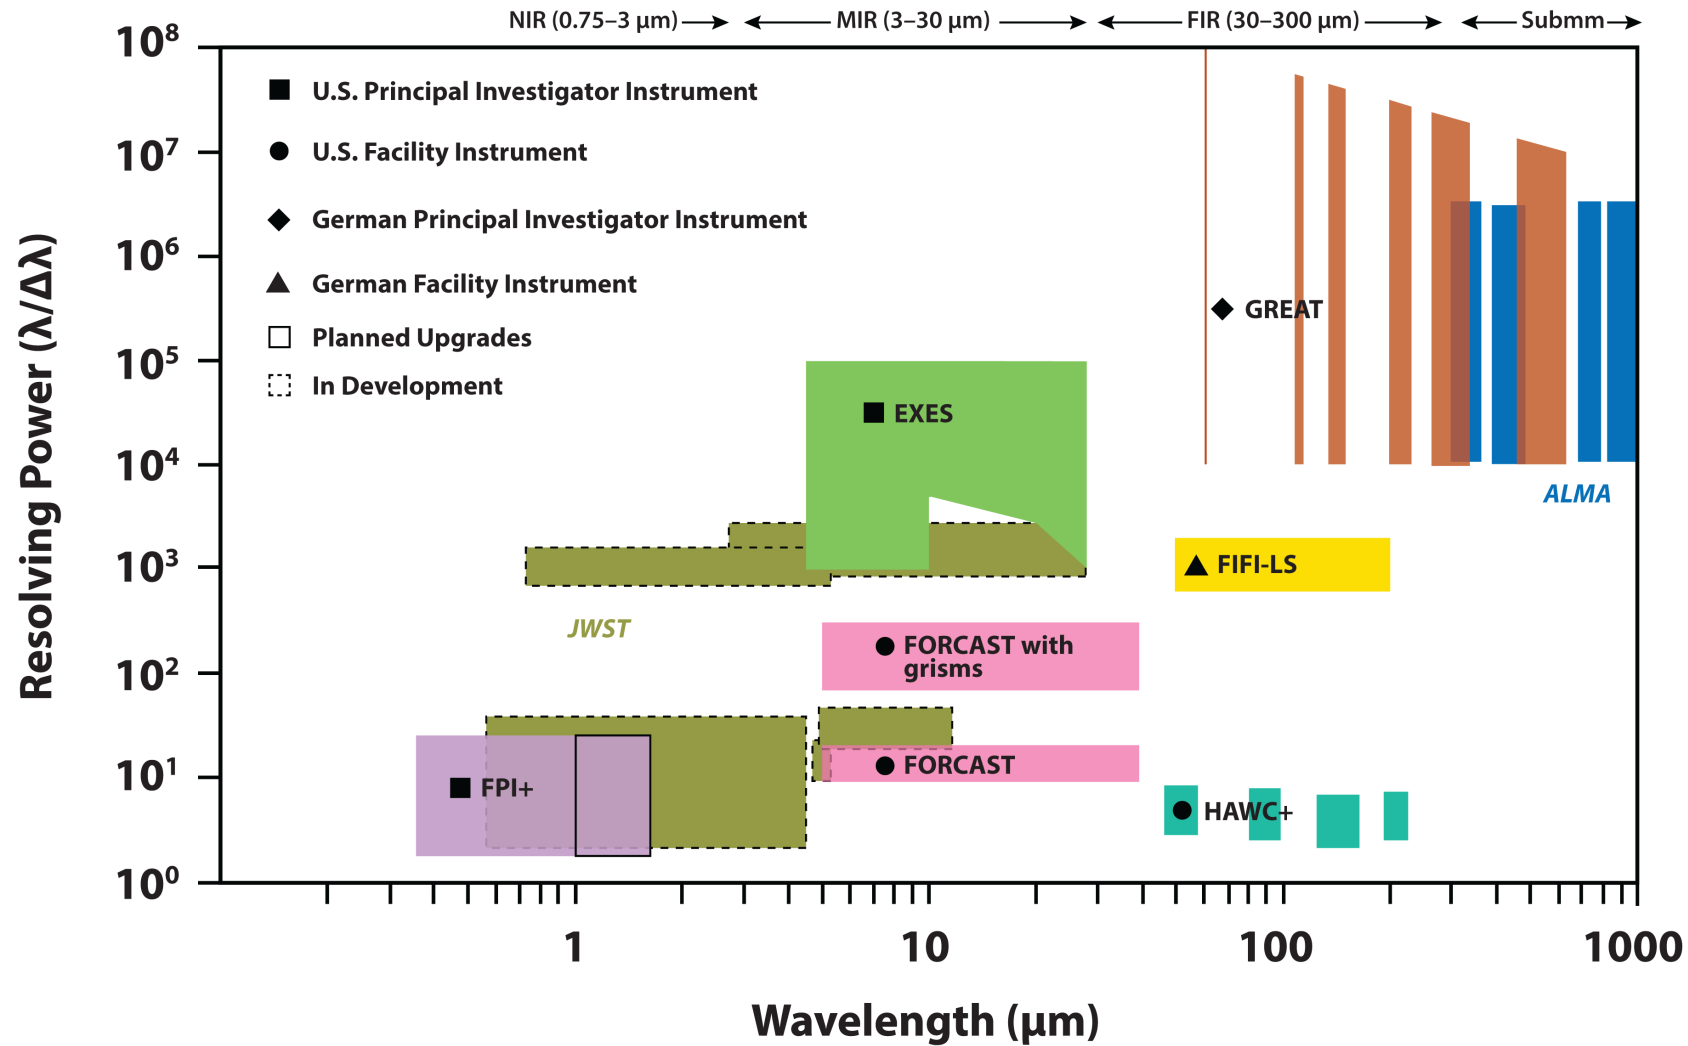 NIR (0.75–3 µm)
MIR (3–30 µm)
FIR (30–300 µm)
Submm
10⁸
10⁷
10⁶
10⁵
10⁴
10³
10²
10¹
10⁰
Resolving Power (λ/Δλ)
U.S. Principal Investigator Instrument
U.S. Facility Instrument
German Principal Investigator Instrument
German Facility Instrument
Planned Upgrades
In Development
GREAT
EXES
ALMA
FIFI-LS
JWST
FORCAST with
grisms
FORCAST
FPI+
HAWC+
1
10
100
1000
Wavelength (µm)